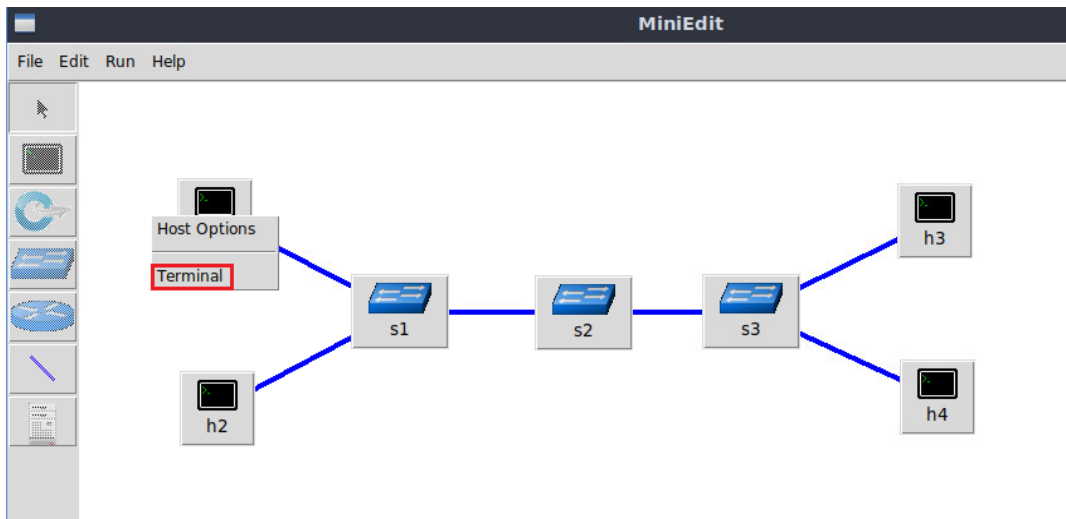 MiniEdit
File Edit Run Help
Host Options
Terminal
h3
s1
s2
s3
h2
h4